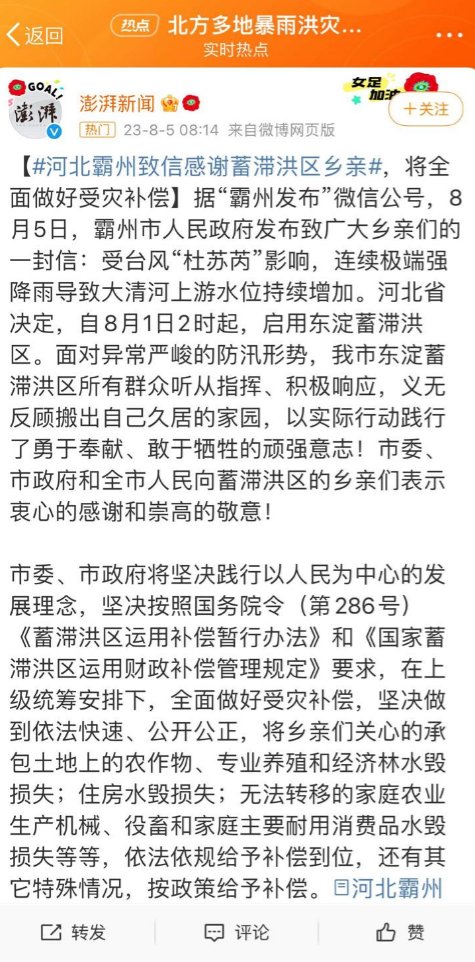 返回
热点 北方多地暴雨洪灾...
实时热点
GOAL!
澎湃
澎湃新闻
女足
加油
+关注
热门 23-8-5 08:14 来自微博网页版
【#河北霸州致信感谢蓄滞洪区乡亲#，将全
面做好受灾补偿】据“霸州发布”微信公号，8
月5日，霸州市人民政府发布致广大乡亲们的
一封信：受台风“杜苏芮”影响，连续极端强
降雨导致大清河上游水位持续增加。河北省
决定，自8月1日2时起，启用东淀蓄滞洪
区。面对异常严峻的防汛形势，我市东淀蓄
滞洪区所有群众听从指挥、积极响应，义无
反顾搬出自己久居的家园，以实际行动践行
了勇于奉献、敢于牺牲的顽强意志！市委、
市政府和全市人民向蓄滞洪区的乡亲们表示
衷心的感谢和崇高的敬意！
市委、市政府将坚决践行以人民为中心的发
展理念，坚决按照国务院令（第286号）
《蓄滞洪区运用补偿暂行办法》和《国家蓄
滞洪区运用财政补偿管理规定》要求，在上
级统筹安排下，全面做好受灾补偿，坚决做
到依法快速、公开公正，将乡亲们关心的承
包土地上的农作物、专业养殖和经济林水毁
损失；住房水毁损失；无法转移的家庭农业
生产机械、役畜和家庭主要耐用消费品水毁
损失等等，依法依规给予补偿到位，还有其
它特殊情况，按政策给予补偿。河北霸州
转发 评论 赞